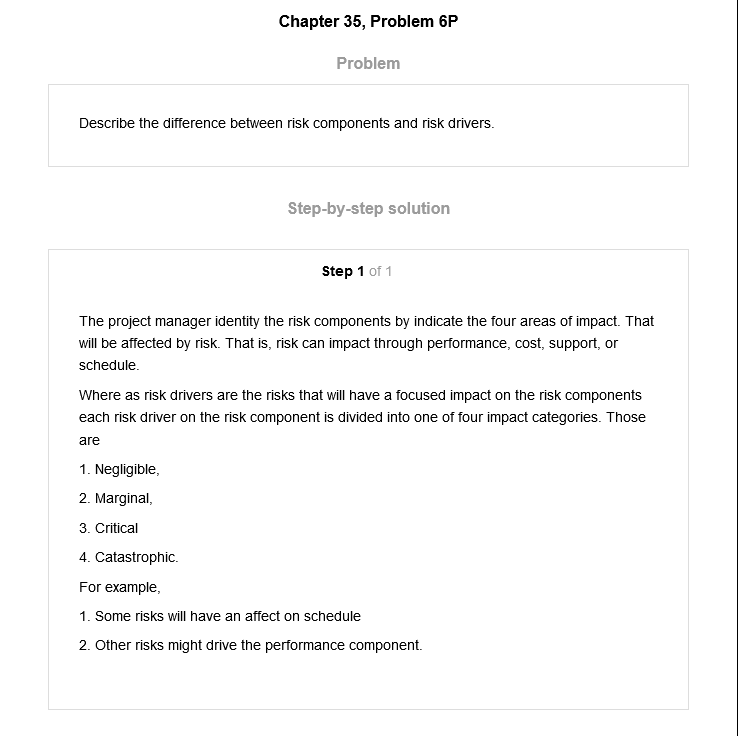 Chapter 35, Problem 6P
Problem
Describe the difference between risk components and risk drivers.
Step-by-step solution
Step 1 of 1
The project manager identity the risk components by indicate the four areas of impact. That
will be affected by risk. That is, risk can impact through performance, cost, support, or
schedule.
Where as risk drivers are the risks that will have a focused impact on the risk components
each risk driver on the risk component is divided into one of four impact categories. Those
are
1. Negligible,
2. Marginal,
3. Critical
4. Catastrophic.
For example,
1. Some risks will have an affect on schedule
2. Other risks might drive the performance component.